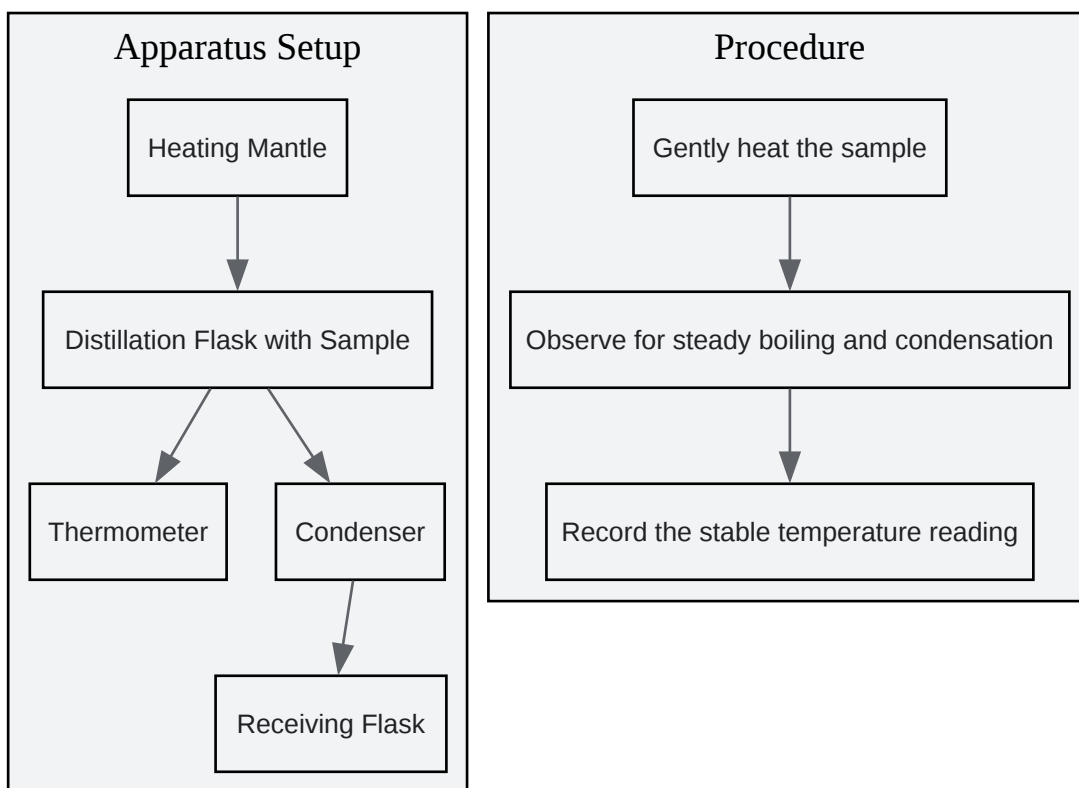 Apparatus Setup
Heating Mantle
Distillation Flask with Sample
Thermometer
Condenser
Receiving Flask
Procedure
Gently heat the sample
Observe for steady boiling and condensation
Record the stable temperature reading